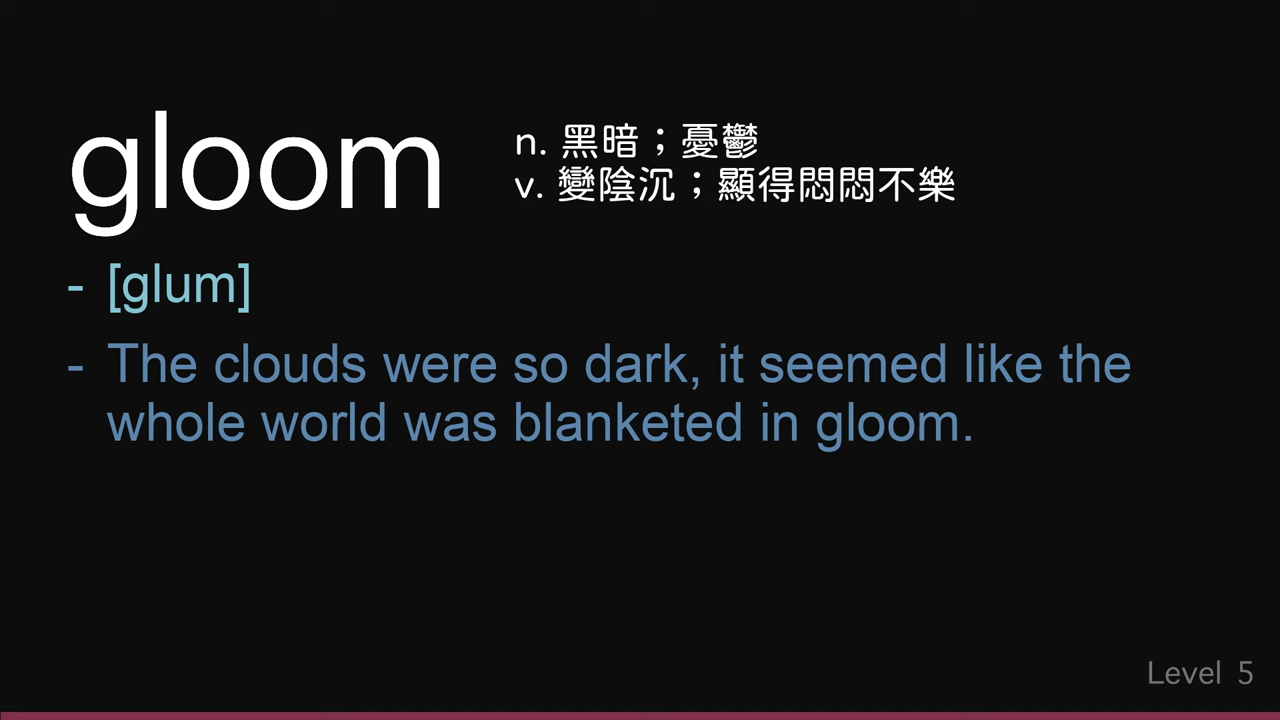 gloom
n. 黑暗；憂鬱
v. 變陰沉；顯得悶悶不樂
- [glum]
- The clouds were so dark, it seemed like the
whole world was blanketed in gloom.
Level 5